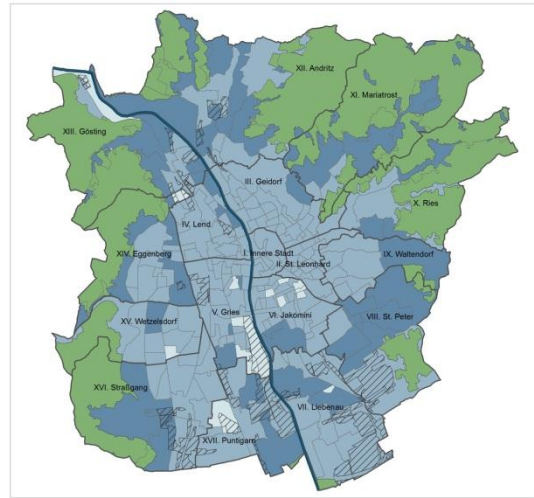 XII. Andritz
XI. Mariatrost
XIII. Gösting
III. Geidorf
X. Ries
IV. Lend
XIV. Eggenberg
I. Innere Stadt
IX. Waltendorf
II. St. Leonhard
V. Gries
VI. Jakomini
VIII. St. Peter
XV. Wetzelsdorf
XVI. Straßgang
VII. Liebenau
XVII. Puntigam